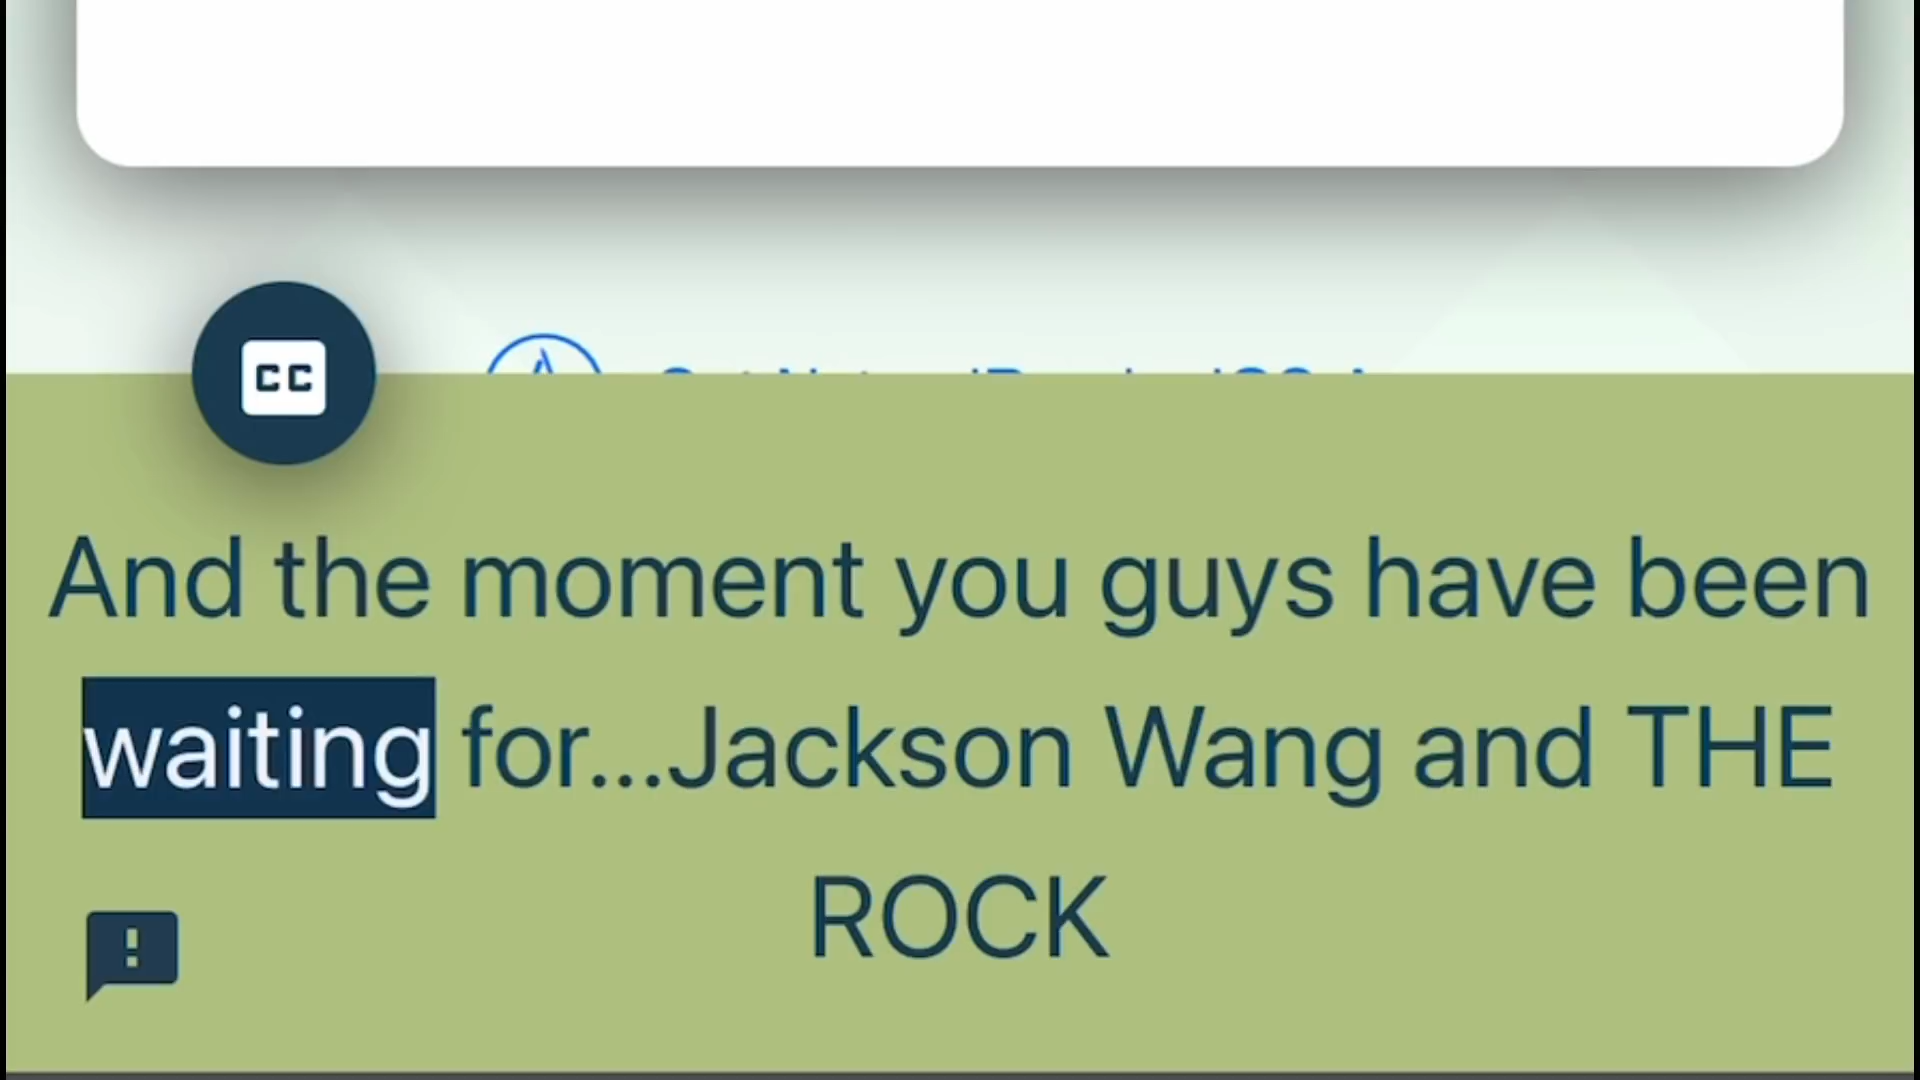 CC
And the moment you guys have been
waiting for...Jackson Wang and THE
ROCK